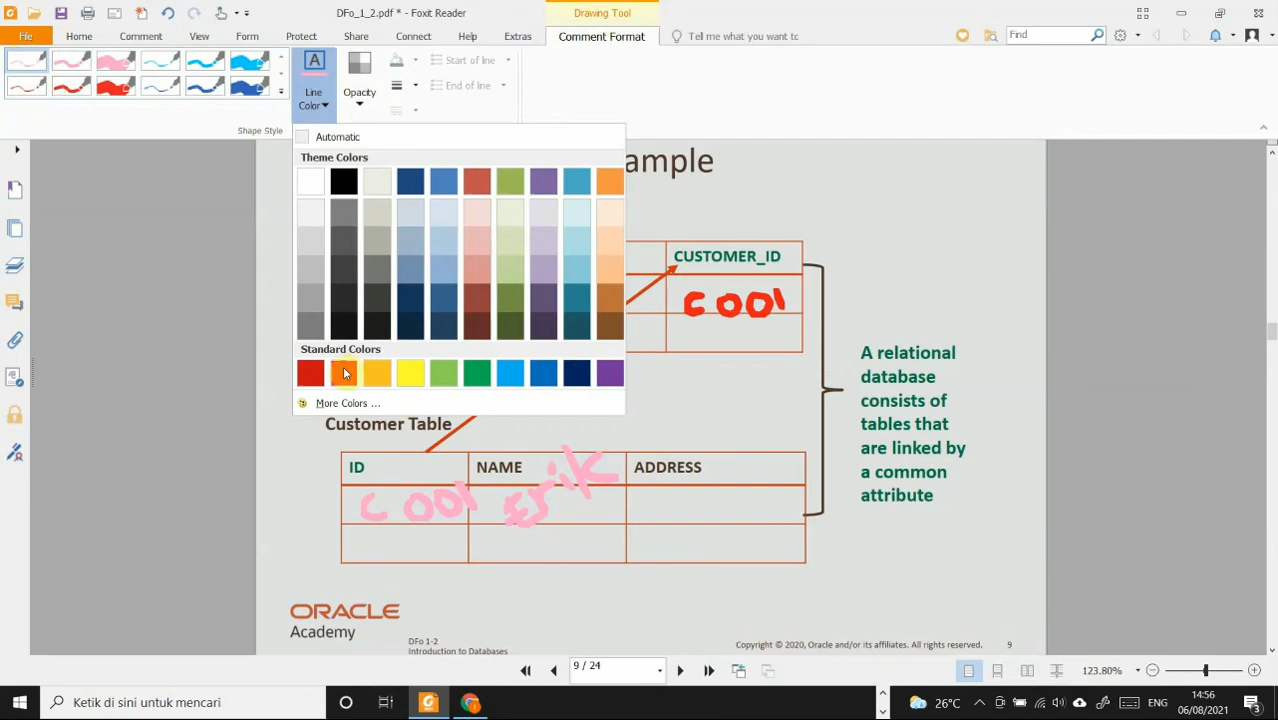 DFo_1_2.pdf * - Foxit Reader
Drawing Tool
File
Home
Comment
View
Form
Protect
Share
Connect
Help
Extras
Comment Format
Tell me what you want tc
Find
Line
Color
Opacity
Start of line
End of line
Shape Style
Automatic
Theme Colors
Standard Colors
More Colors ...
ample
CUSTOMER_ID
C001
A relational
database
consists of
tables that
are linked by
a common
attribute
Customer Table
ID
NAME
ADDRESS
C001
Erik
ORACLE
Academy
DFo 1-2
Introduction to Databases
Copyright © 2020, Oracle and/or its affiliates. All rights reserved.
9
9 / 24
123.80%
Ketik di sini untuk mencari
26°C
ENG
14:56
06/08/2021
3